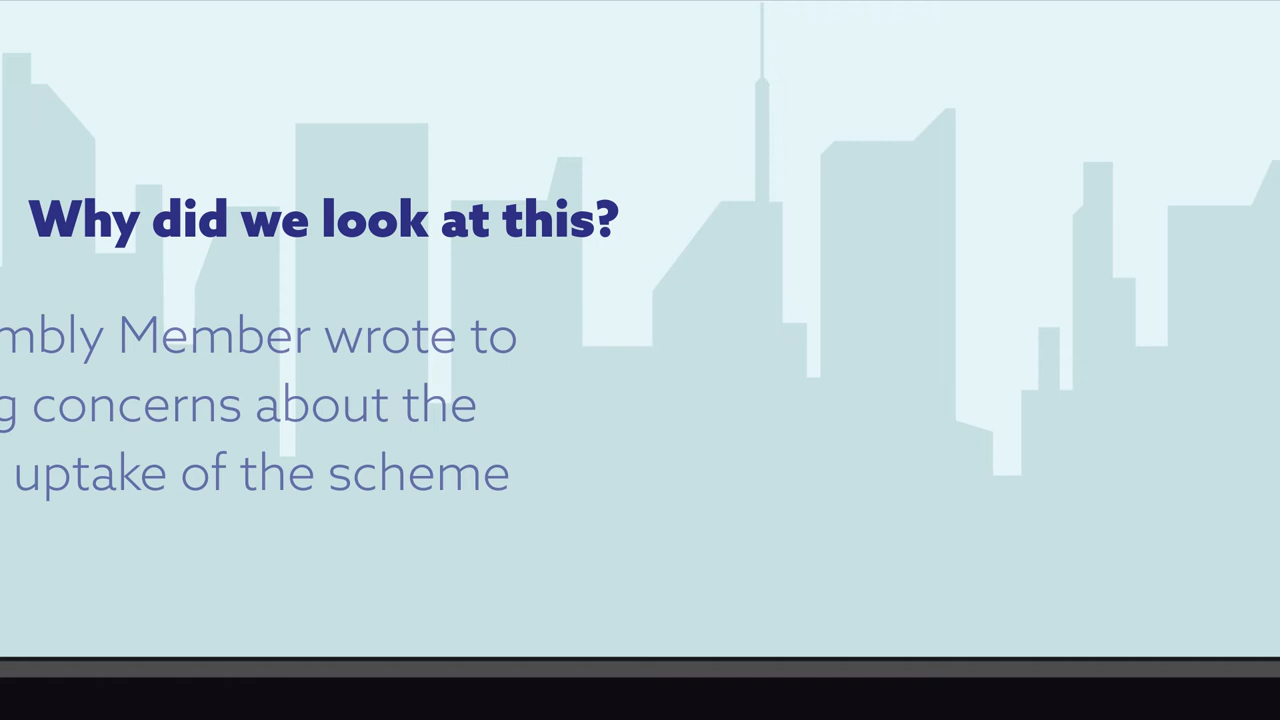 Why did we look at this?
mbly Member wrote to
g concerns about the
uptake of the scheme